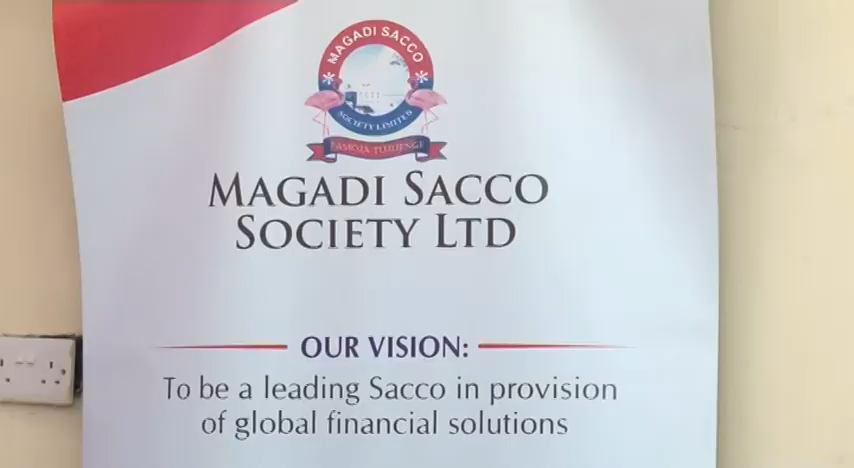 MAGADI SACCO
SOCIETY LIMITED
PAMOJA TUJIJENGE
MAGADI SACCO
SOCIETY LTD
OUR VISION:
To be a leading Sacco in provision
of global financial solutions